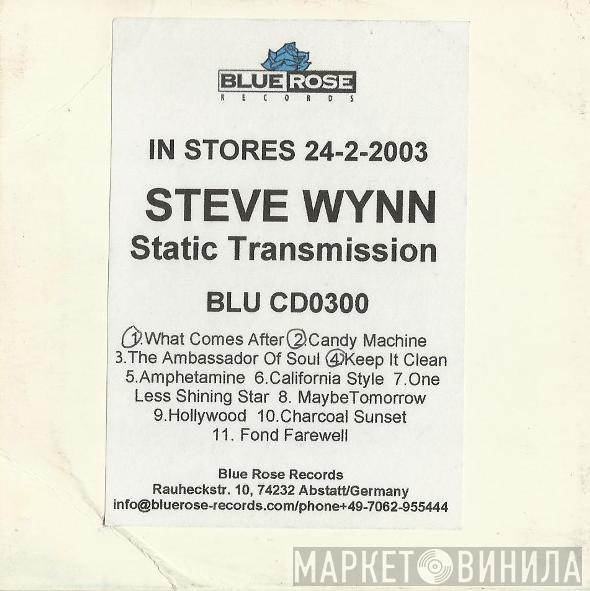 BLUE ROSE
RECORDS
IN STORES 24-2-2003
STEVE WYNN
Static Transmission
BLU CD0300
1.What Comes After 2.Candy Machine
3.The Ambassador Of Soul 4.Keep It Clean
5.Amphetamine 6.California Style 7.One
Less Shining Star 8. MaybeTomorrow
9.Hollywood 10.Charcoal Sunset
11. Fond Farewell
Blue Rose Records
Rauheckstr. 10, 74232 Abstatt/Germany
info@bluerose-records.com/phone+49-7062-955444
МАРКЕТ ВИНИЛА